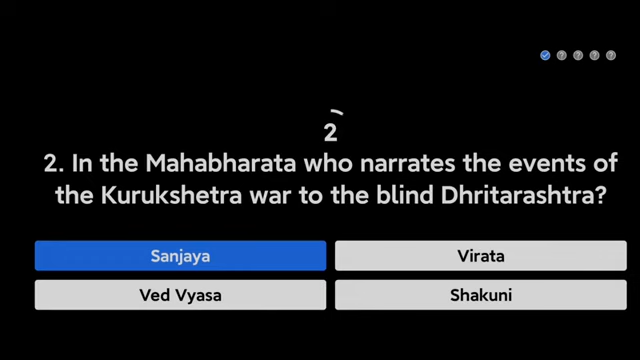 2
2. In the Mahabharata who narrates the events of
the Kurukshetra war to the blind Dhritarashtra?
Sanjaya
Virata
Ved Vyasa
Shakuni